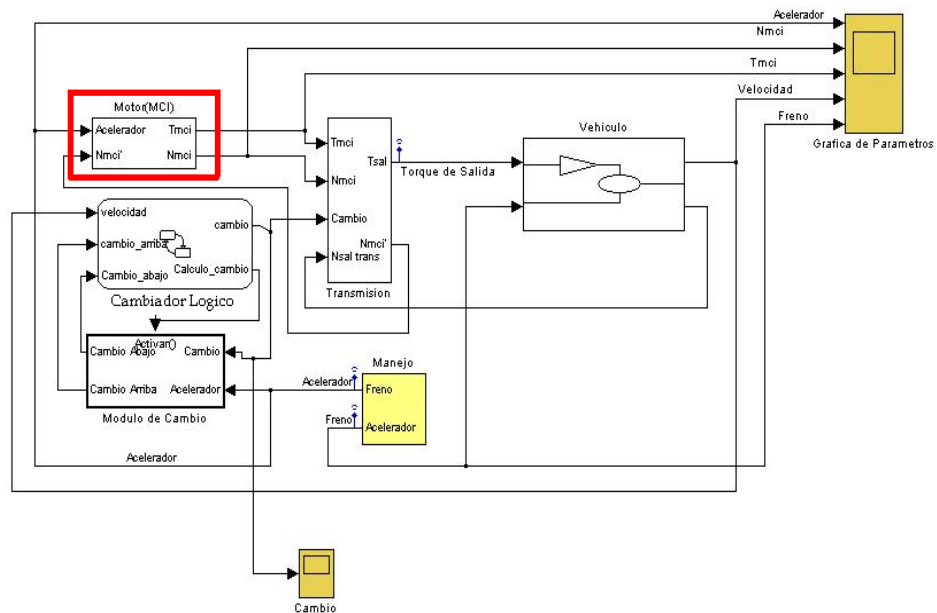 Acelerador
Nmci
Tmci
Velocidad
Freno
Grafica de Parametros
Motor(MCI)
Acelerador Tmci
Nmci' Nmci
Tmci
Tsal
Nmci
Cambio
Nmci'
Nsal trans
Transmision
Torque de Salida
Vehiculo
velocidad
cambio
cambio_arriba
Calculo_cambio
Cambio_abajo
Cambiador Logico
Activar()
Cambio Abajo Cambio
Cambio Arriba Acelerador
Modulo de Cambio
Manejo
Acelerador
Freno
Freno
Acelerador
Acelerador
Cambio